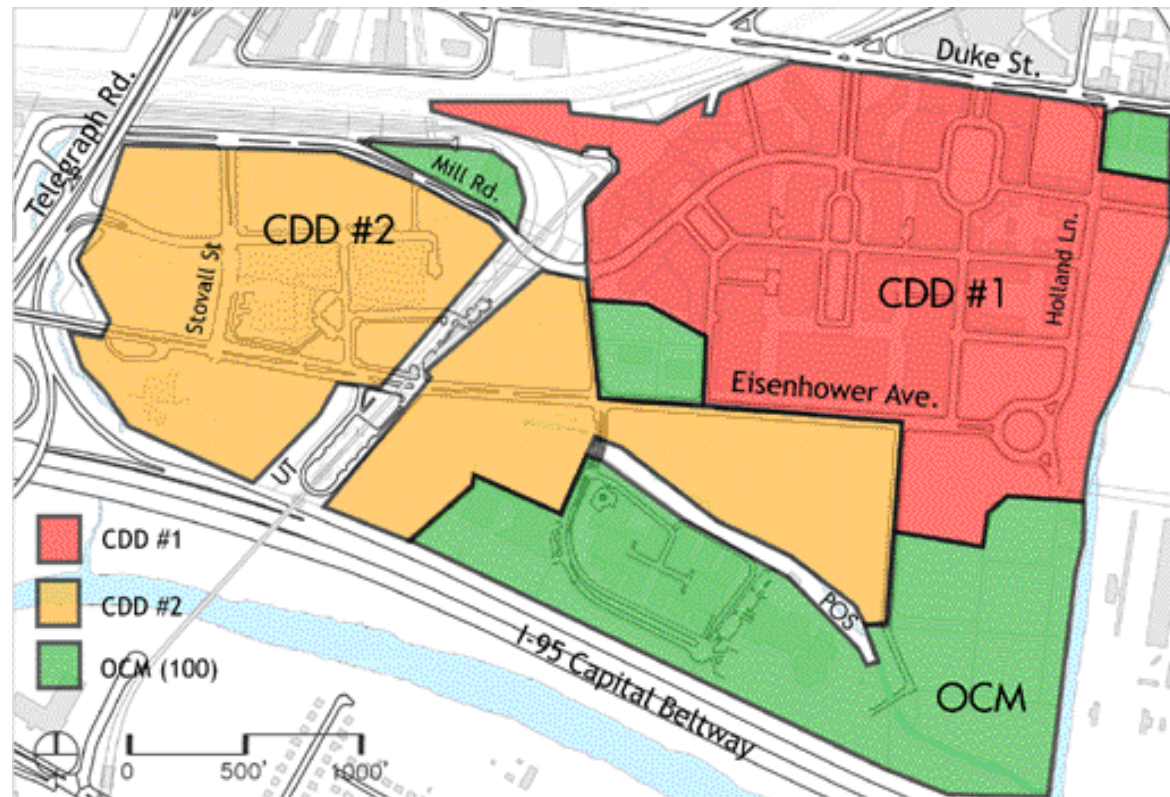 Duke St.
Telegraph Rd.
Mill Rd.
CDD #2
Stovall St
CDD #1
Holland Ln.
Eisenhower Ave.
UT
CDD #1
CDD #2
OCM (100)
POS
I-95 Capital Beltway
OCM
0 500' 1000'